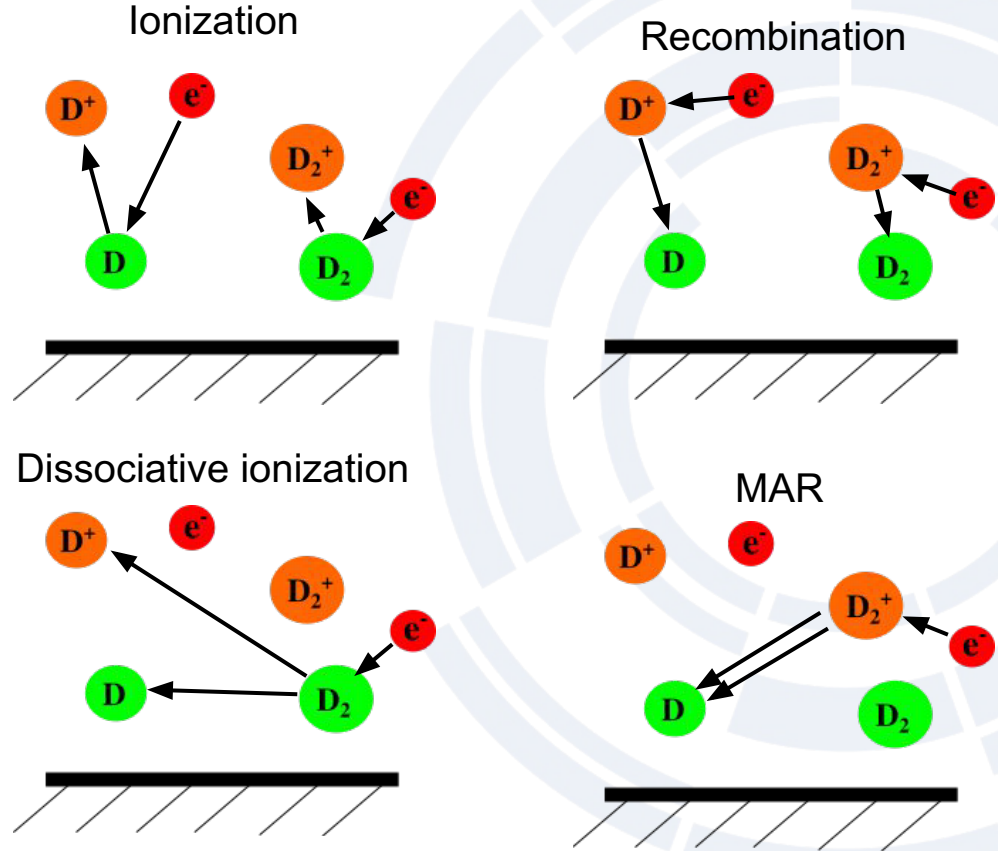 Ionization
D⁺
e⁻
D₂⁺
e⁻
D
D₂
Recombination
D⁺
e⁻
D₂⁺
e⁻
D
D₂
Dissociative ionization
D⁺
e⁻
D₂⁺
e⁻
D
D₂
MAR
D⁺
e⁻
D₂⁺
e⁻
D
D₂